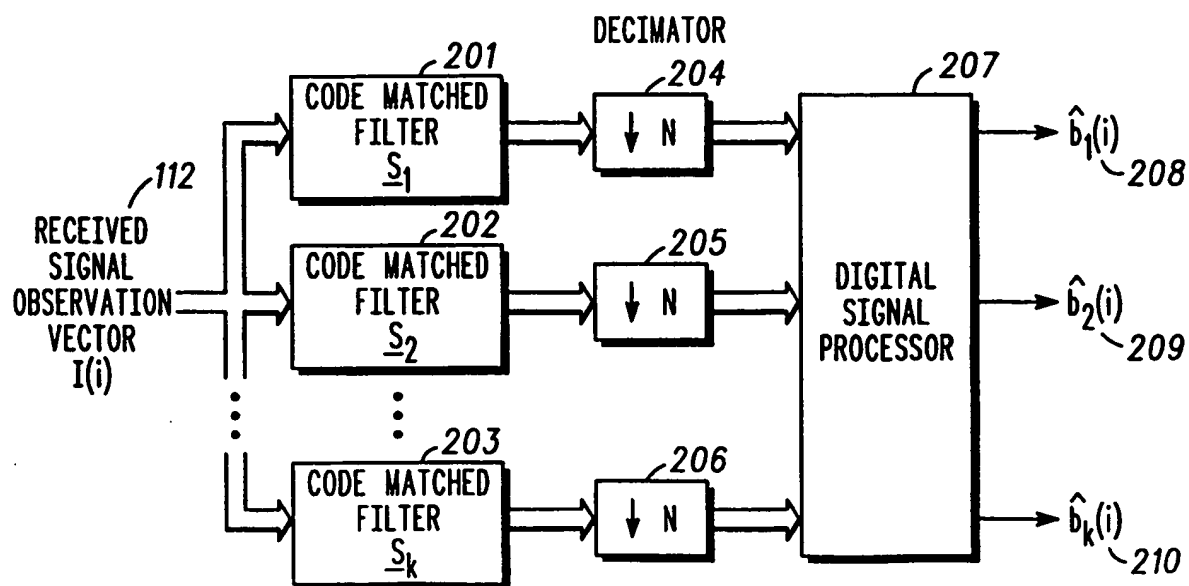 DECIMATOR
201
CODE MATCHED
FILTER
S1
204
↓ N
207
DIGITAL
SIGNAL
PROCESSOR
b̂1(i)
208
112
RECEIVED
SIGNAL
OBSERVATION
VECTOR
I(i)
202
CODE MATCHED
FILTER
S2
205
↓ N
b̂2(i)
209
203
CODE MATCHED
FILTER
Sk
206
↓ N
b̂k(i)
210